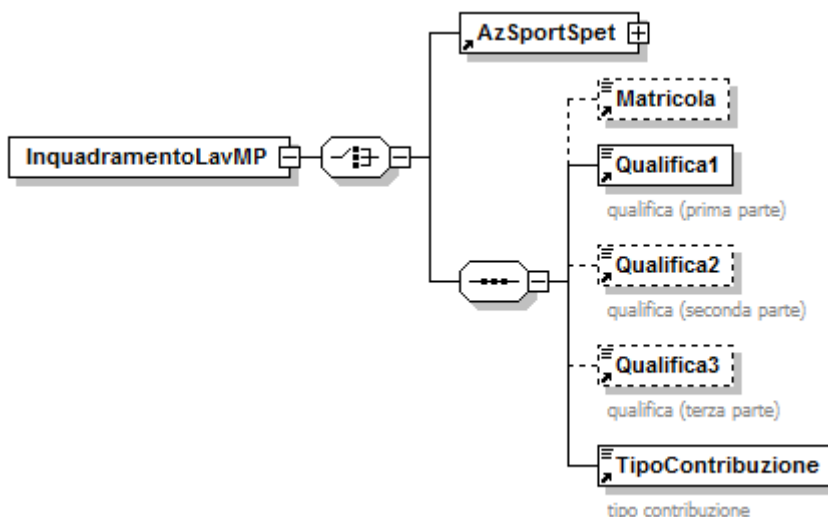 AzSportSpet
Matricola
InquadramentoLavMP
Qualifica1
qualifica (prima parte)
Qualifica2
qualifica (seconda parte)
Qualifica3
qualifica (terza parte)
TipoContribuzione
tipo contribuzione